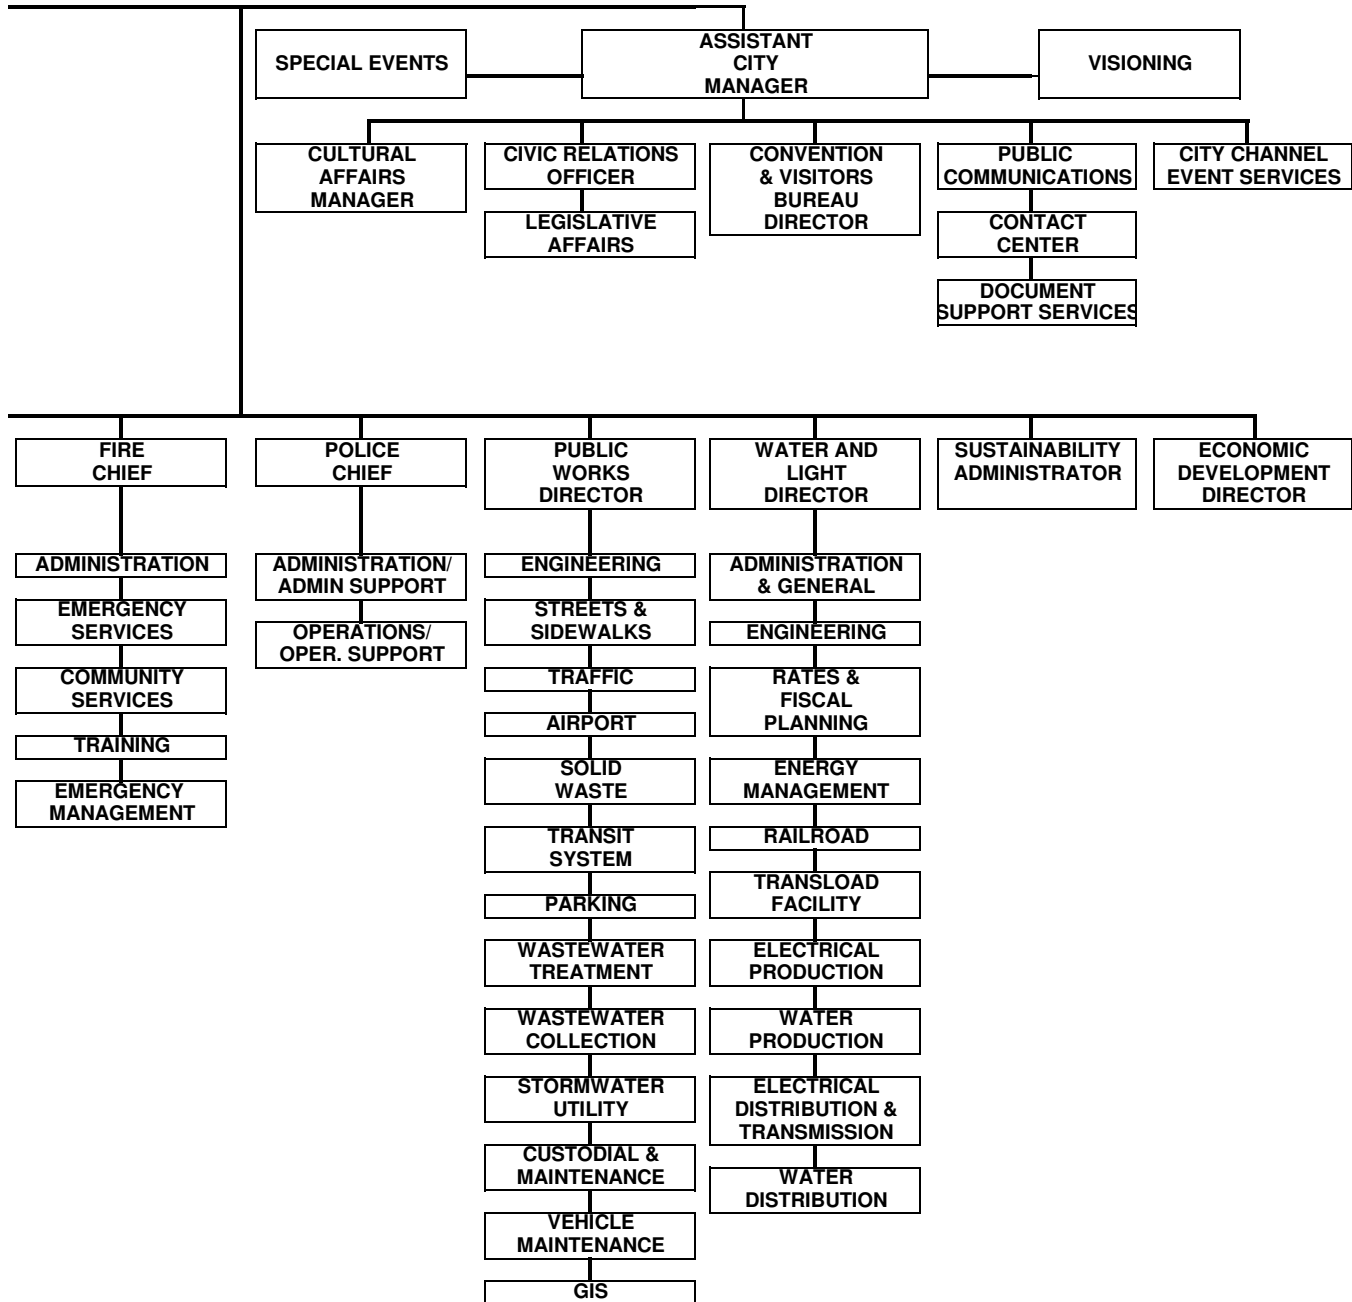 SPECIAL EVENTS
ASSISTANT
CITY
MANAGER
VISIONING
CULTURAL
AFFAIRS
MANAGER
CIVIC RELATIONS
OFFICER
LEGISLATIVE
AFFAIRS
CONVENTION
& VISITORS
BUREAU
DIRECTOR
PUBLIC
COMMUNICATIONS
CONTACT
CENTER
DOCUMENT
SUPPORT SERVICES
CITY CHANNEL
EVENT SERVICES
FIRE
CHIEF
ADMINISTRATION
EMERGENCY
SERVICES
COMMUNITY
SERVICES
TRAINING
EMERGENCY
MANAGEMENT
POLICE
CHIEF
ADMINISTRATION/
ADMIN SUPPORT
OPERATIONS/
OPER. SUPPORT
PUBLIC
WORKS
DIRECTOR
ENGINEERING
STREETS &
SIDEWALKS
TRAFFIC
AIRPORT
SOLID
WASTE
TRANSIT
SYSTEM
PARKING
WASTEWATER
TREATMENT
WASTEWATER
COLLECTION
STORMWATER
UTILITY
CUSTODIAL &
MAINTENANCE
VEHICLE
MAINTENANCE
GIS
WATER AND
LIGHT
DIRECTOR
ADMINISTRATION
& GENERAL
ENGINEERING
RATES &
FISCAL
PLANNING
ENERGY
MANAGEMENT
RAILROAD
TRANSLOAD
FACILITY
ELECTRICAL
PRODUCTION
WATER
PRODUCTION
ELECTRICAL
DISTRIBUTION &
TRANSMISSION
WATER
DISTRIBUTION
SUSTAINABILITY
ADMINISTRATOR
ECONOMIC
DEVELOPMENT
DIRECTOR